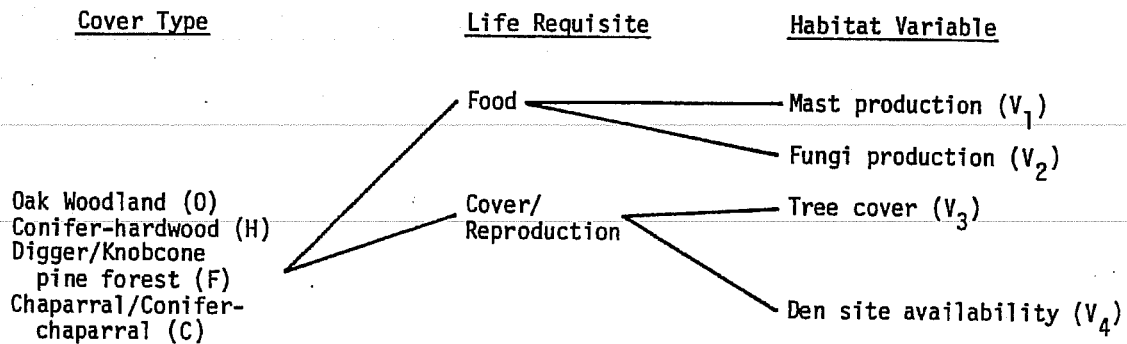 Cover Type
Life Requisite
Habitat Variable
Food
Mast production (V1)
Fungi production (V2)
Oak Woodland (O)
Conifer-hardwood (H)
Digger/Knobcone
pine forest (F)
Chaparral/Conifer-
chaparral (C)
Cover/
Reproduction
Tree cover (V3)
Den site availability (V4)